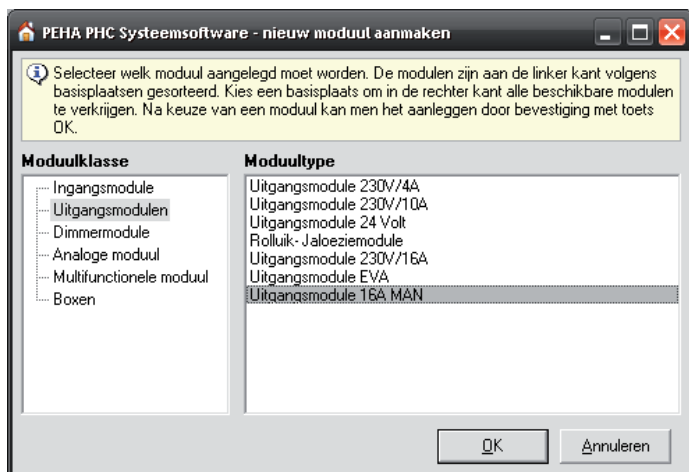 PEHA PHC Systeemsoftware - nieuw moduul aanmaken
Selecteer welk moduul aangelegd moet worden. De modulen zijn aan de linker kant volgens
basisplaatsen gesorteerd. Kies een basisplaats om in de rechter kant alle beschikbare modulen
te verkrijgen. Na keuze van een moduul kan men het aanleggen door bevestiging met toets
OK.
Moduulklasse
Ingangsmodule
Uitgangsmodulen
Dimmermodule
Analoge moduul
Multifunctionele moduul
Boxen
Moduultype
Uitgangsmodule 230V/4A
Uitgangsmodule 230V/10A
Uitgangsmodule 24 Volt
Rolluik- Jaloeziemodule
Uitgangsmodule 230V/16A
Uitgangsmodule EVA
Uitgangsmodule 16A MAN
OK
Annuleren